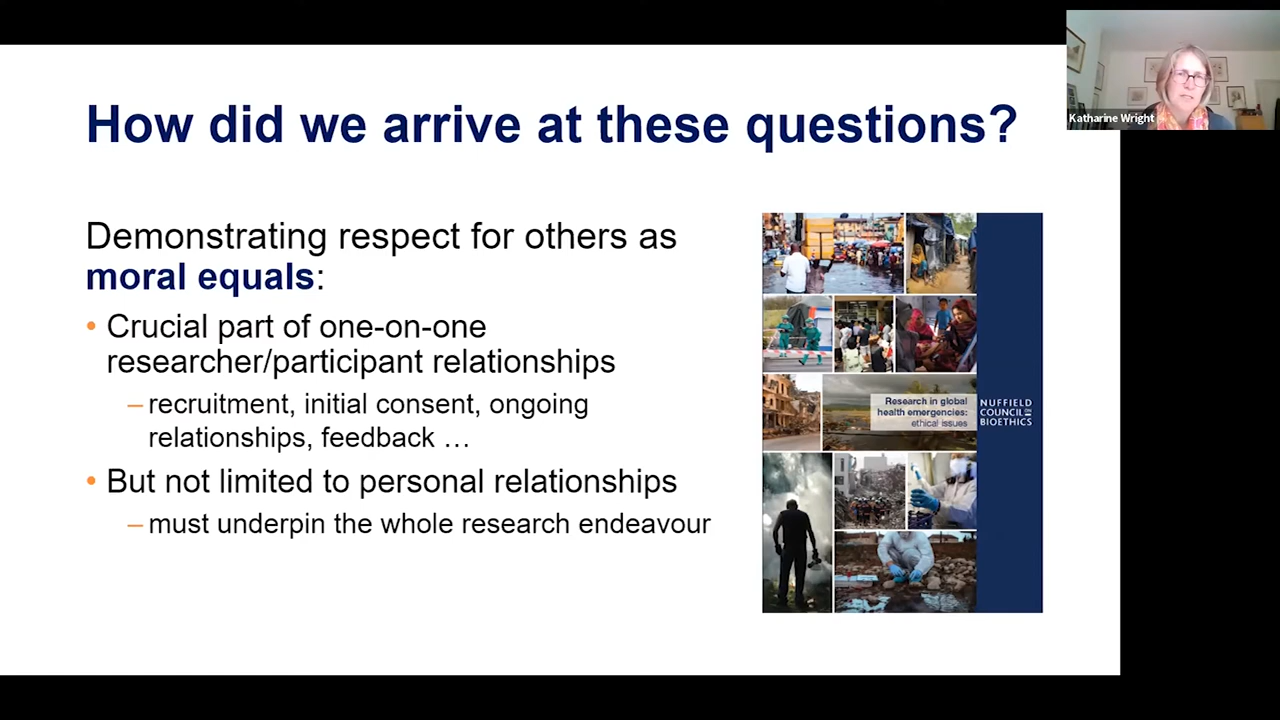 Katharine Wright
How did we arrive at these questions?
Demonstrating respect for others as
moral equals:
• Crucial part of one-on-one
researcher/participant relationships
– recruitment, initial consent, ongoing
relationships, feedback …
• But not limited to personal relationships
– must underpin the whole research endeavour
Research in global
health emergencies:
ethical issues
NUFFIELD
COUNCIL ON
BIOETHICS